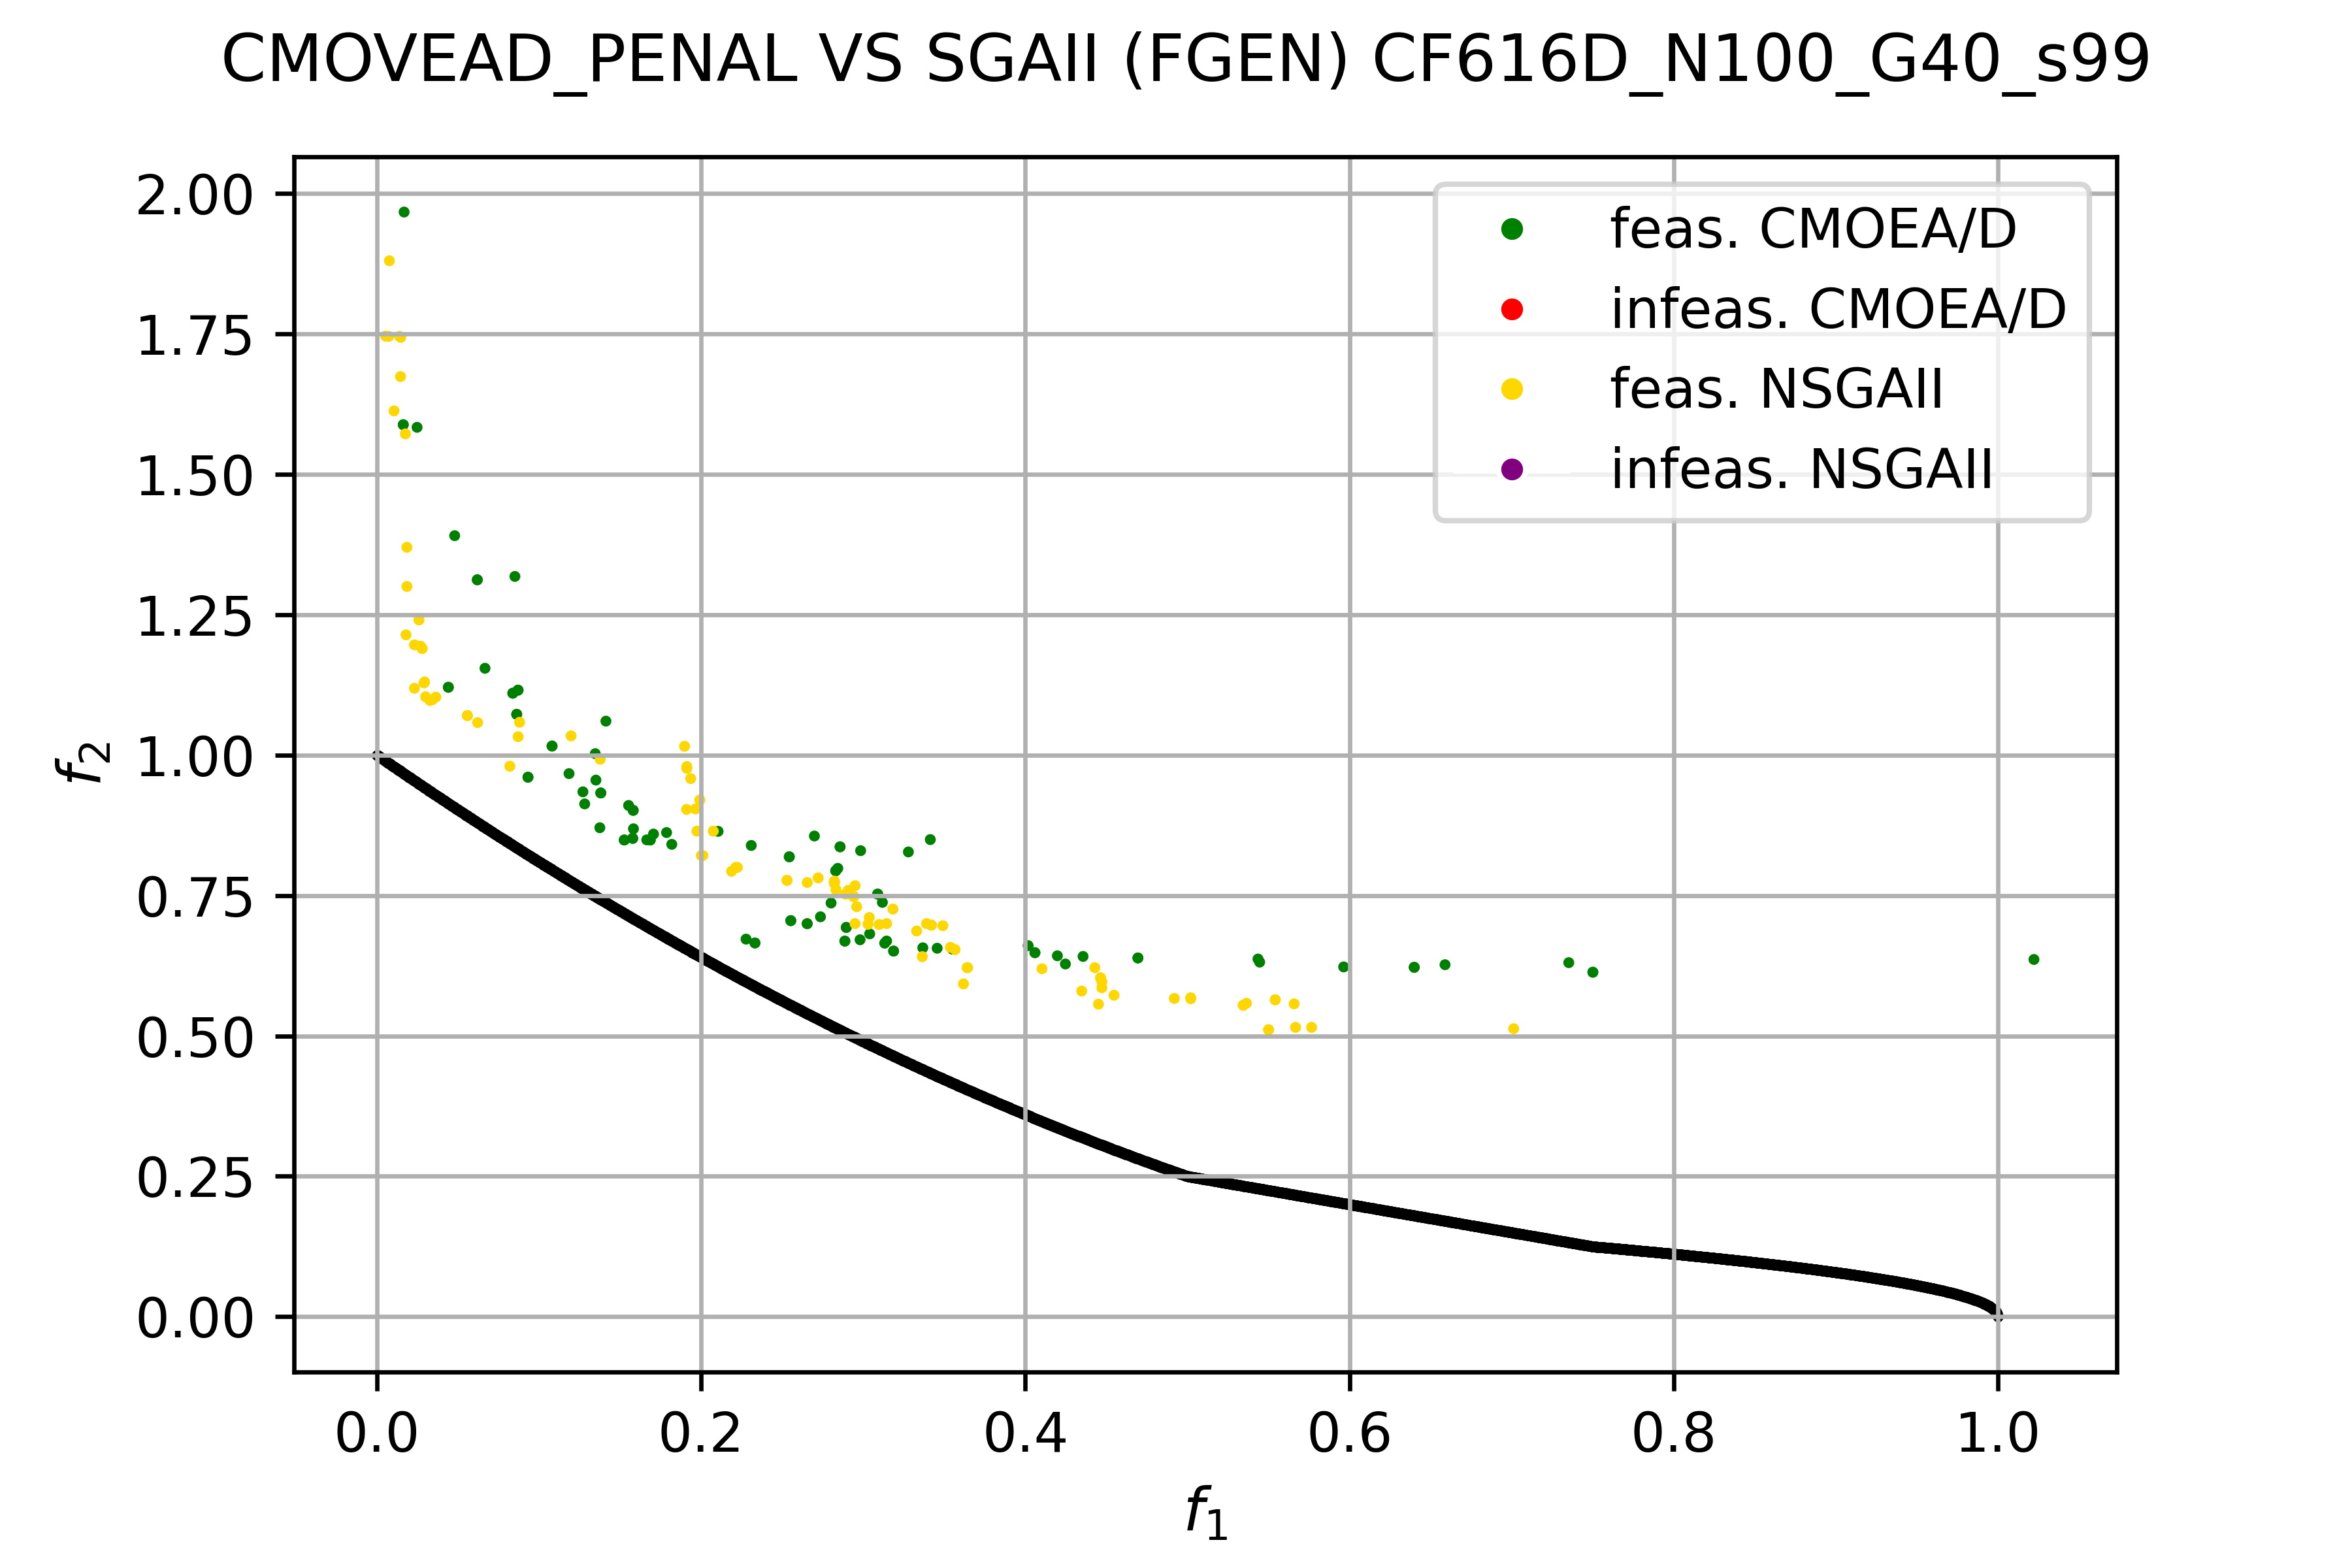 CMOVEAD_PENAL VS SGAII (FGEN) CF616D_N100_G40_s99
2.00
1.75
1.50
1.25
1.00
0.75
0.50
0.25
0.00
f2
feas. CMOEA/D
infeas. CMOEA/D
feas. NSGAII
infeas. NSGAII
0.0 0.2 0.4 0.6 0.8 1.0
f1